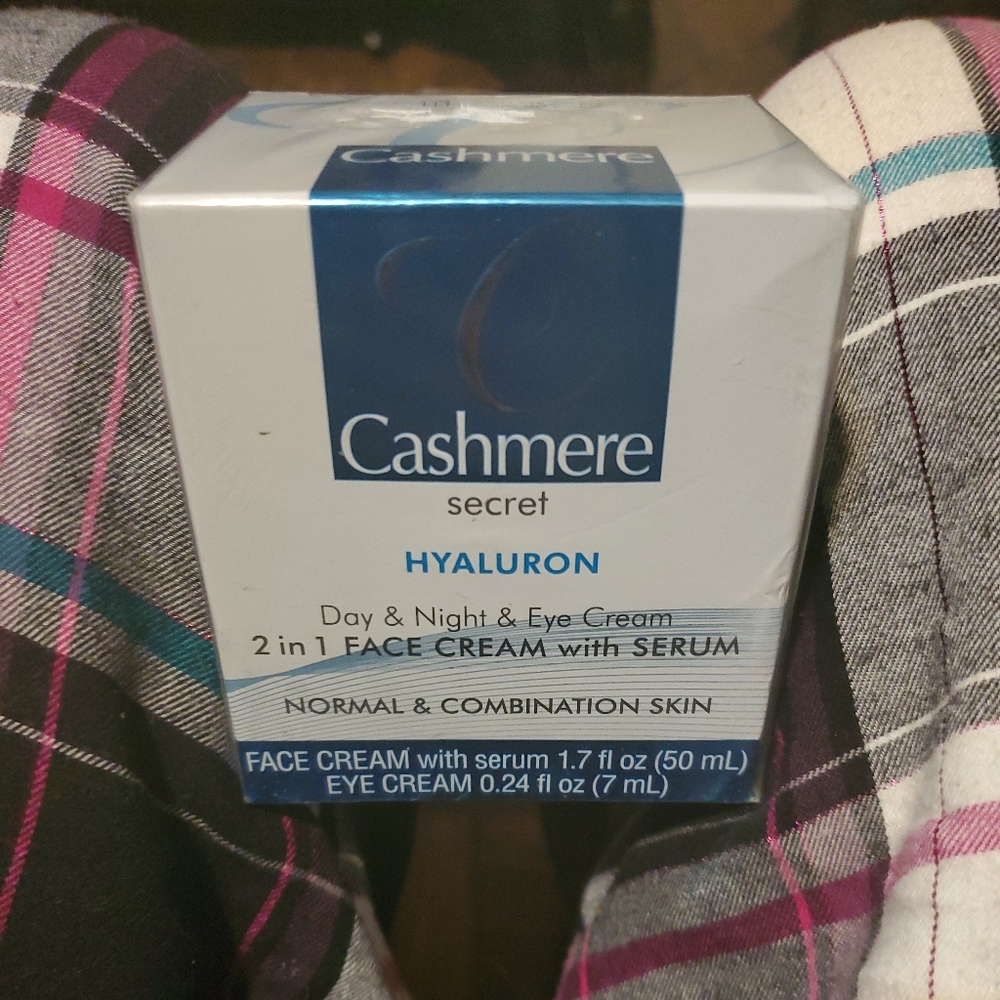 Cashmere
Cashmere
secret
HYALURON
Day & Night & Eye Cream
2 in 1 FACE CREAM with SERUM
NORMAL & COMBINATION SKIN
FACE CREAM with serum 1.7 fl oz (50 mL)
EYE CREAM 0.24 fl oz (7 mL)